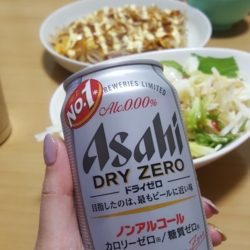 No.1
BREWERIES LIMITED
Alc.0.00%
Asahi
DRY ZERO
ドライゼロ
目指したのは、最もビールに近い味
ノンアルコール
カロリーゼロ※/糖質ゼロ※